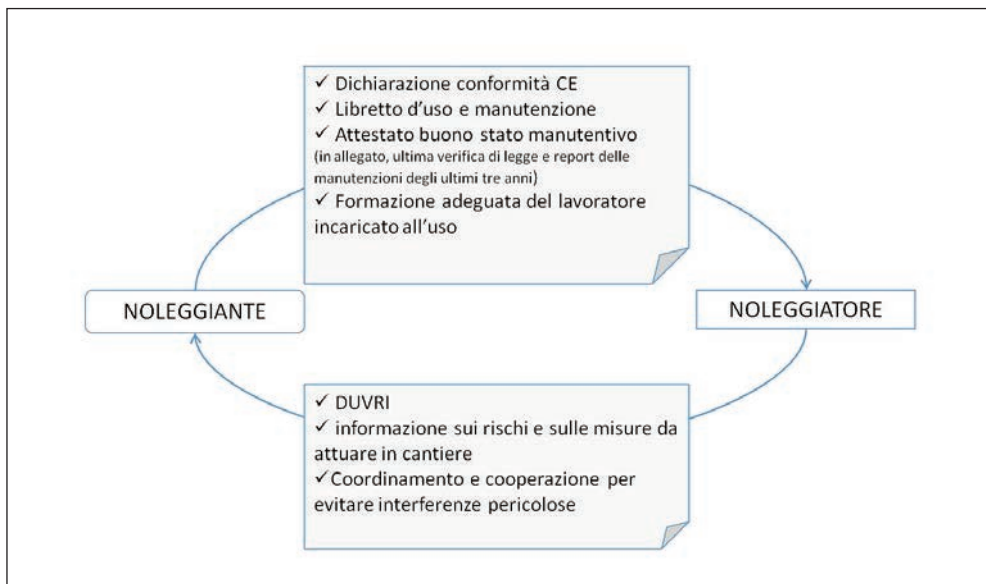 ✓ Dichiarazione conformità CE
✓ Libretto d'uso e manutenzione
✓ Attestato buono stato manutentivo
(in allegato, ultima verifica di legge e report delle
manutenzioni degli ultimi tre anni)
✓ Formazione adeguata del lavoratore
incaricato all'uso
NOLEGGIANTE
NOLEGGIATORE
✓ DUVRI
✓ informazione sui rischi e sulle misure da
attuare in cantiere
✓Coordinamento e cooperazione per
evitare interferenze pericolose